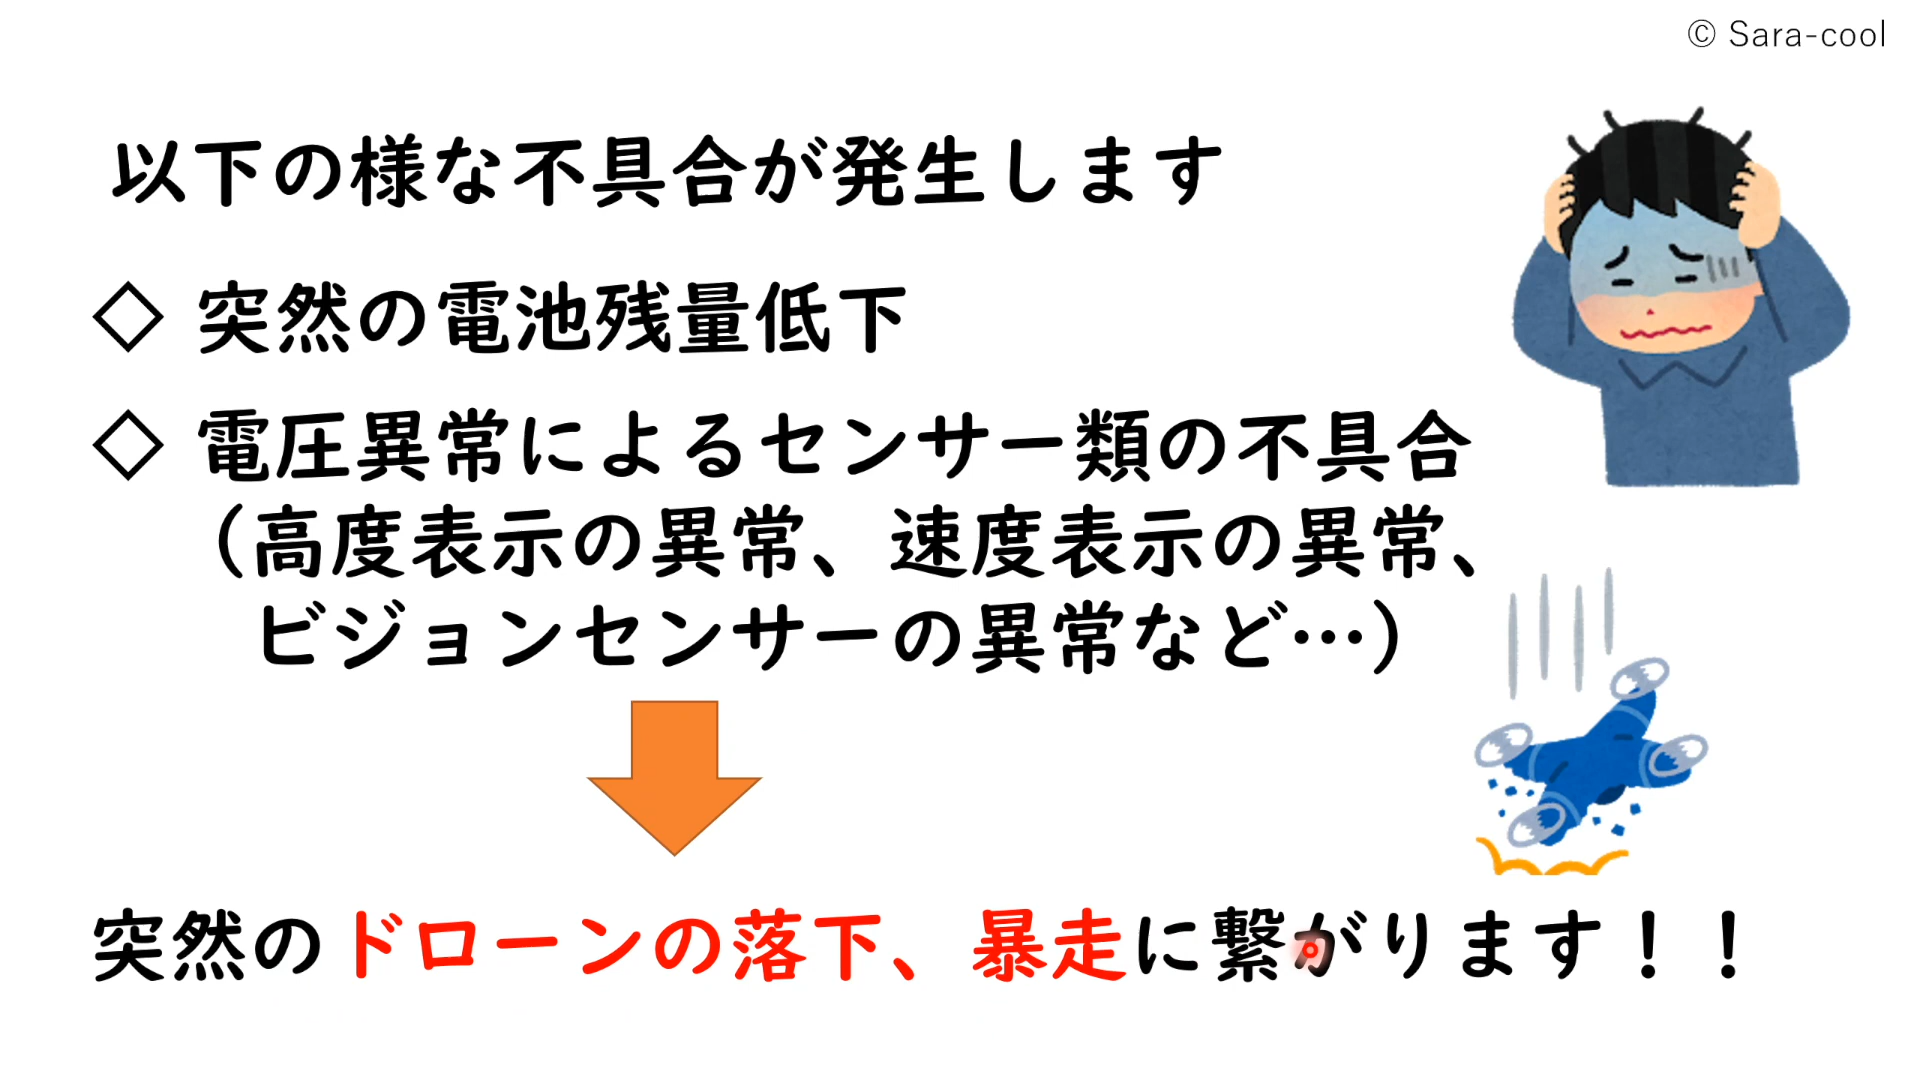 © Sara-cool
以下の様な不具合が発生します
◇ 突然の電池残量低下
◇ 電圧異常によるセンサー類の不具合
（高度表示の異常、速度表示の異常、
ビジョンセンサーの異常など…）
突然のドローンの落下、暴走に繋がります！！